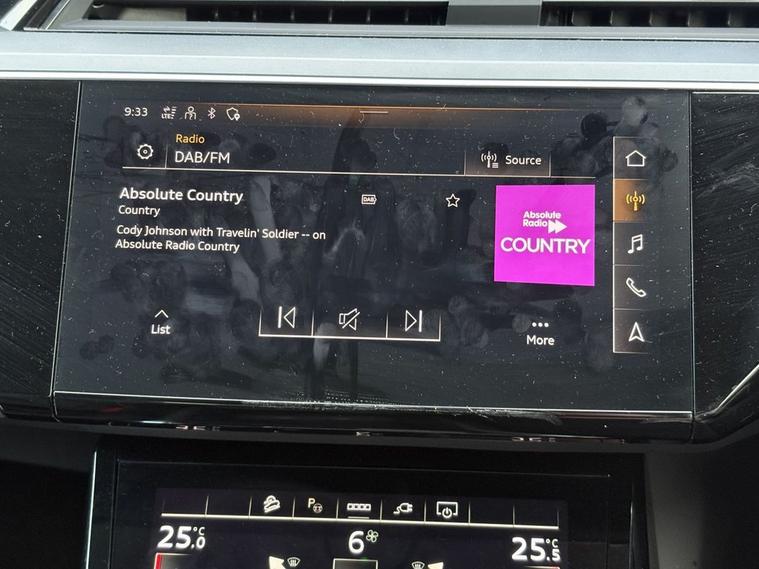 9:33 LTE
Radio
DAB/FM
Source
Absolute Country
DAB
Country
Cody Johnson with Travelin' Soldier -- on
Absolute Radio Country
Absolute
Radio
COUNTRY
List
More
P
25.0 °C
6
25.5 °C